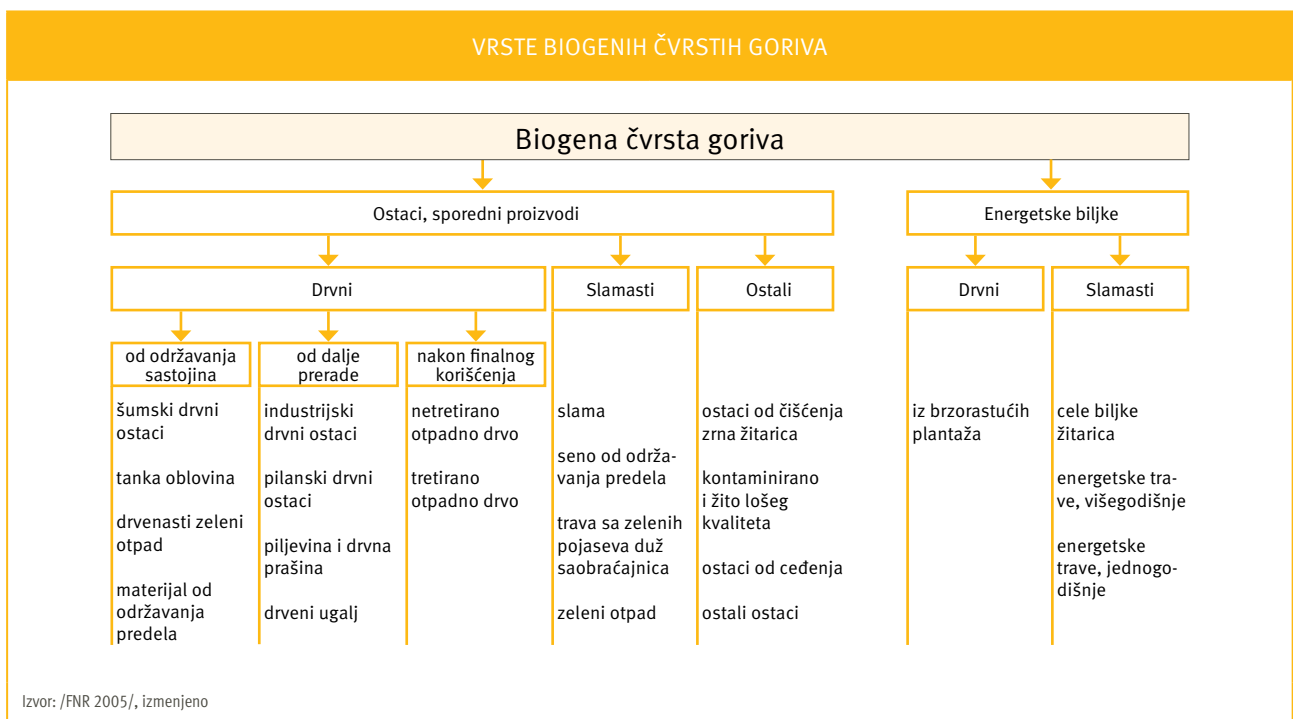 VRSTE BIOGENIH ČVRSTIH GORIVA
Biogena čvrsta goriva
Ostaci, sporedni proizvodi
Energetske biljke
Drvni
Slamasti
Ostali
Drvni
Slamasti
od održavanja
sastojina
od dalje
prerade
nakon finalnog
korišćenja
šumski drvni
ostaci
tanka oblovina
drvenasti zeleni
otpad
materijal od
održavanja
predela
industrijski
drvni ostaci
pilanski drvni
ostaci
piljevina i drvna
prašina
drveni ugalj
netretirano
otpadno drvo
tretirano
otpadno drvo
slama
seno od održa-
vanja predela
trava sa zelenih
pojaseva duž
saobraćajnica
zeleni otpad
ostaci od čišćenja
zrna žitarica
kontaminirano
i žito lošeg
kvaliteta
ostaci od ceđenja
ostali ostaci
iz brzorastućih
plantaža
cele biljke
žitarica
energetske tra-
ve, višegodišnje
energetske
trave, jednogo-
dišnje
Izvor: /FNR 2005/, izmenjeno